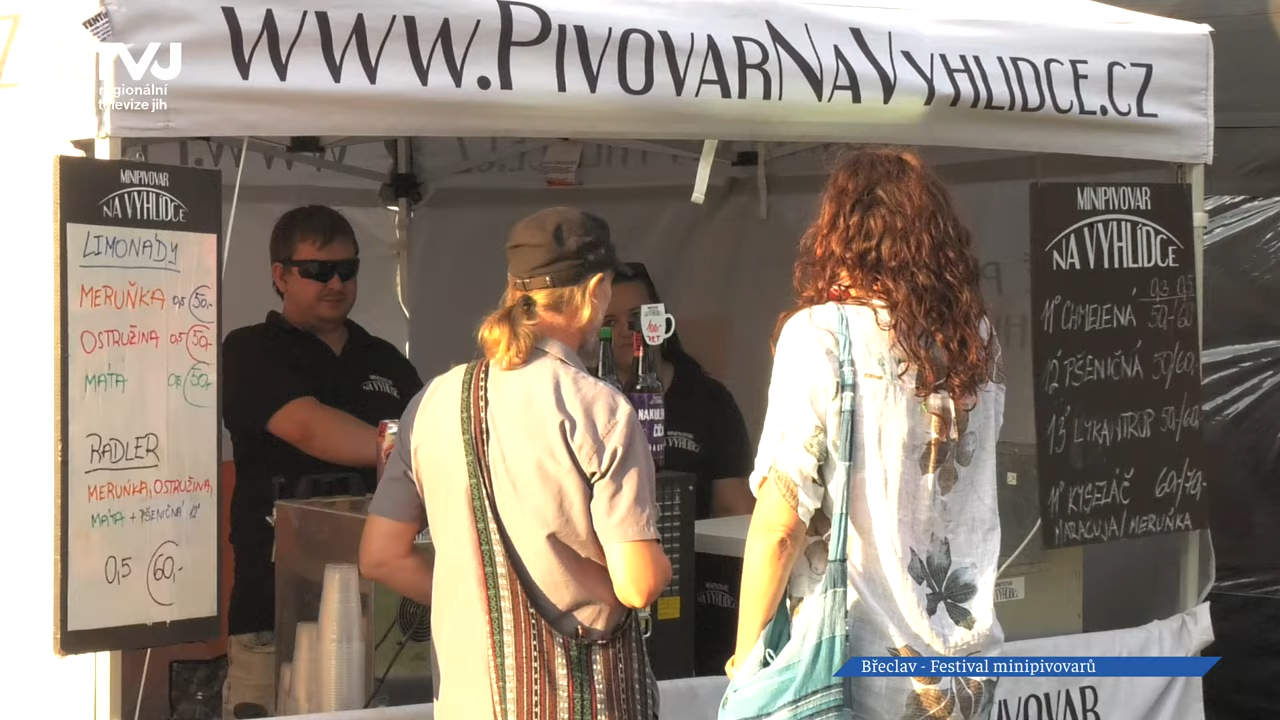 WWW.PIVOVARNAVYHLIDCE.CZ
TVJ
regionální
televize jih
MINIPIVOVAR
NA VYHLÍDCE
LIMONÁDY
MERUŇKA 0,5 50,-
OSTRUŽINA 0,5 50,-
MÁTA 0,5 50,-
RADLER
MERUŇKA, OSTRUŽINA,
MÁTA + PŠENIČNÁ 12°
0,5 60,-
MINIPIVOVAR
NA VYHLÍDCE
0,3 0,5
11° CHMELENÁ 50,- 60
12° PŠENIČNÁ 50/60,-
13° LYKANTROP 50/60,-
11° KYSELÁČ 60,-/70,-
MARACUJA/MERUŇKA
NA VYHLÍDCE
Břeclav - Festival minipivovarů
PIVOVAR